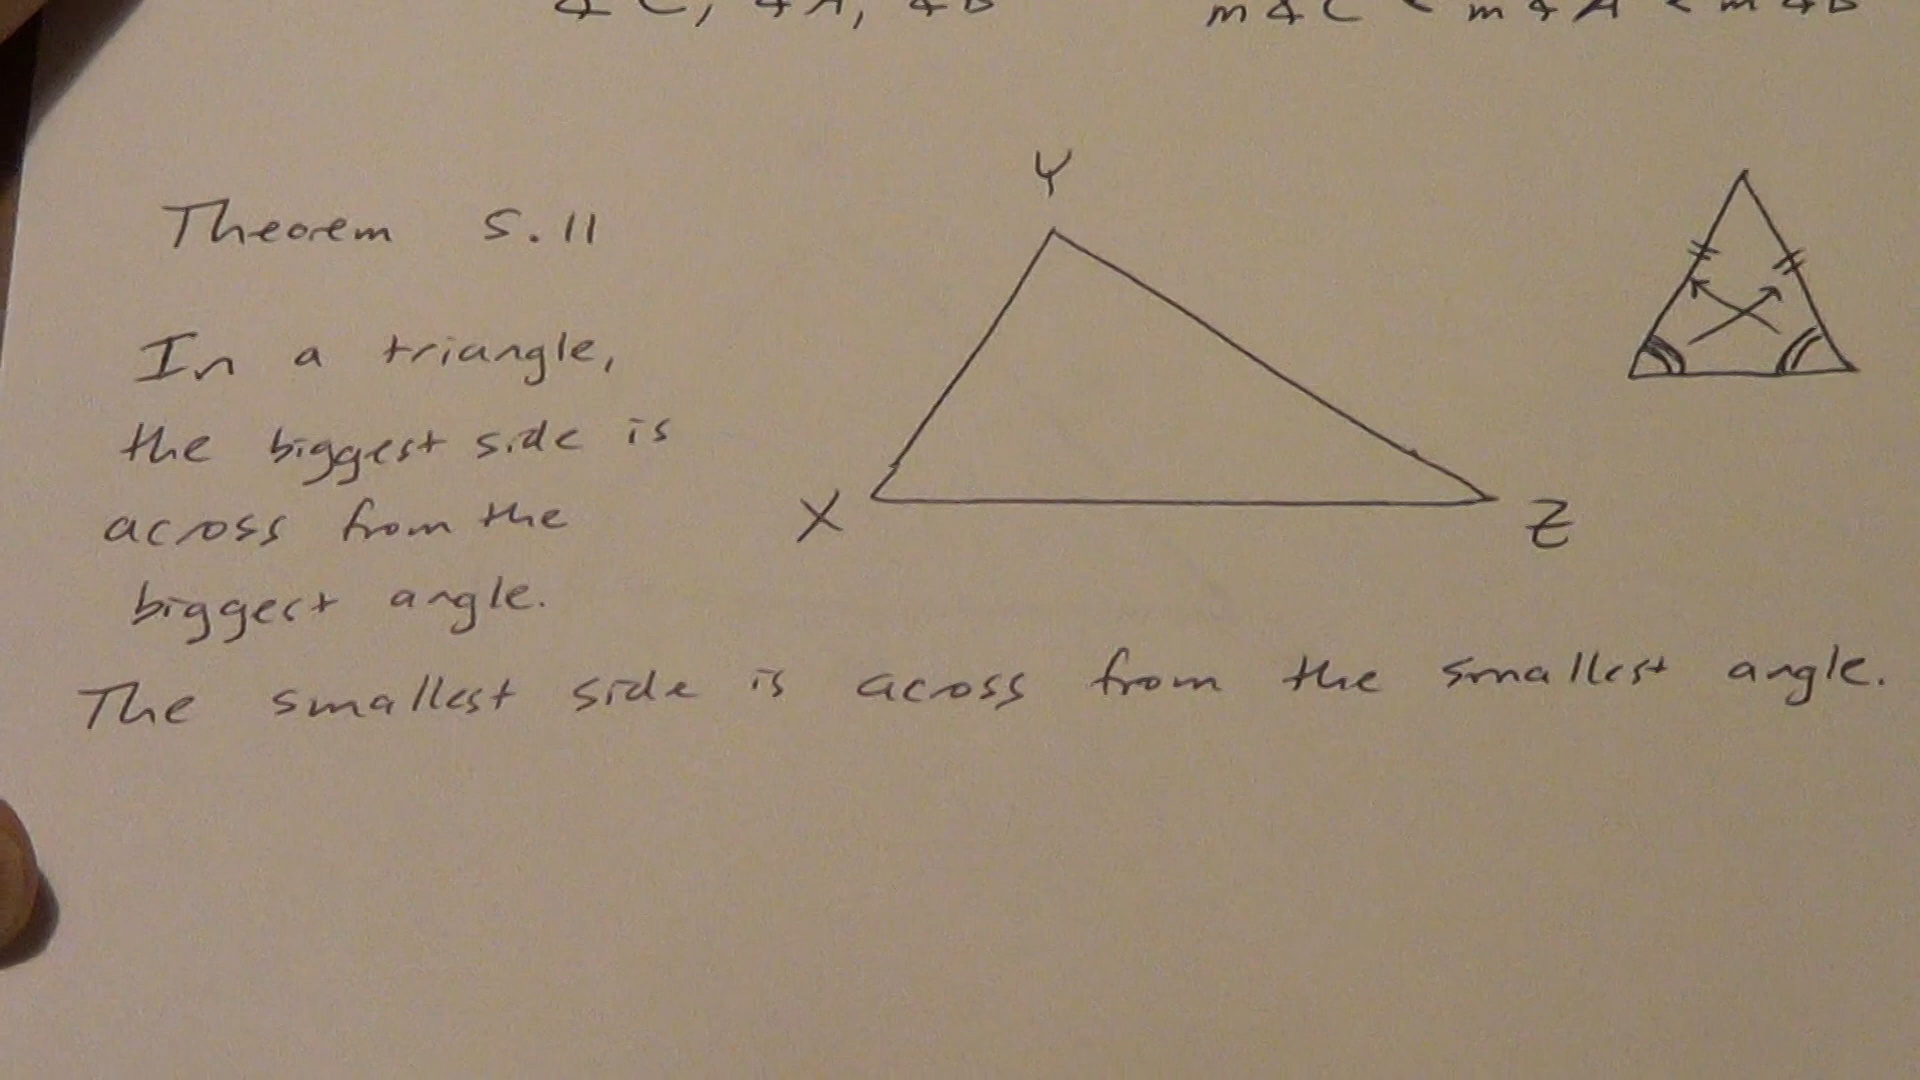 ∡C, ∡A, ∡B m∡C < m∡A < m∡B
Theorem 5.11
In a triangle,
the biggest side is
across from the
biggest angle.
The smallest side is across from the smallest angle.
Y
X
Z